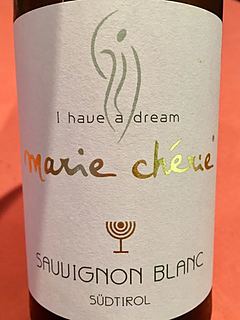 I have a dream
marie chérie
SAUVIGNON BLANC
SÜDTIROL